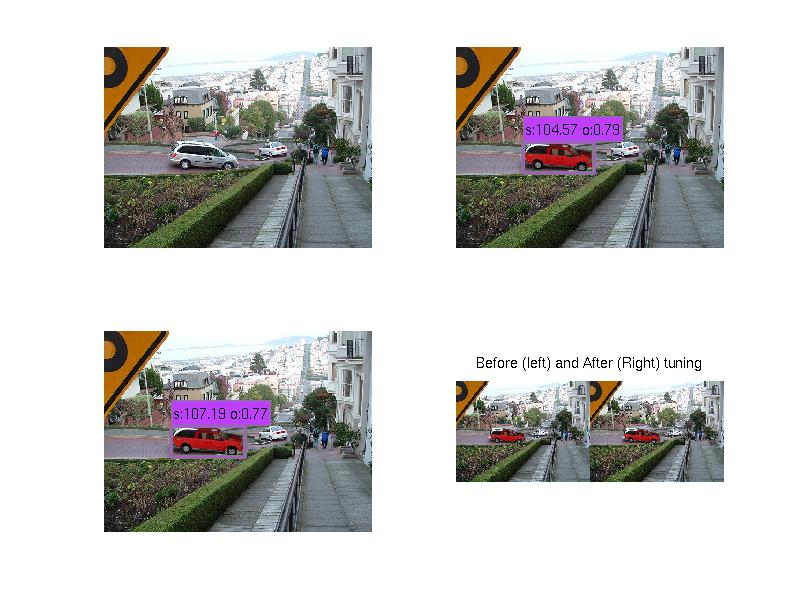 s:104.57 o:0.79
s:107.19 o:0.77
Before (left) and After (Right) tuning